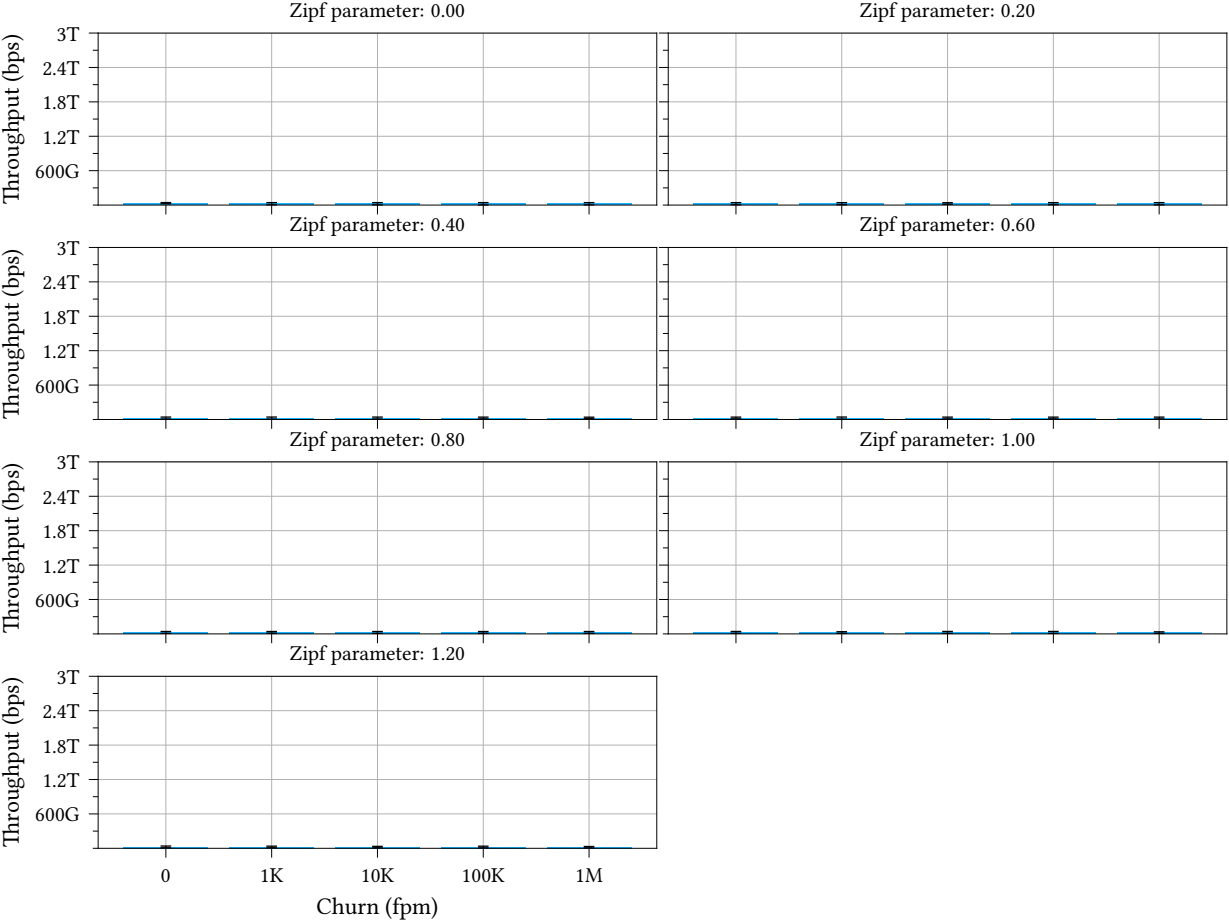 Zipf parameter: 0.00
Zipf parameter: 0.20
Throughput (bps)
3T
2.4T
1.8T
1.2T
600G
Zipf parameter: 0.40
Zipf parameter: 0.60
Throughput (bps)
3T
2.4T
1.8T
1.2T
600G
Zipf parameter: 0.80
Zipf parameter: 1.00
Throughput (bps)
3T
2.4T
1.8T
1.2T
600G
Zipf parameter: 1.20
Throughput (bps)
3T
2.4T
1.8T
1.2T
600G
0 1K 10K 100K 1M
Churn (fpm)